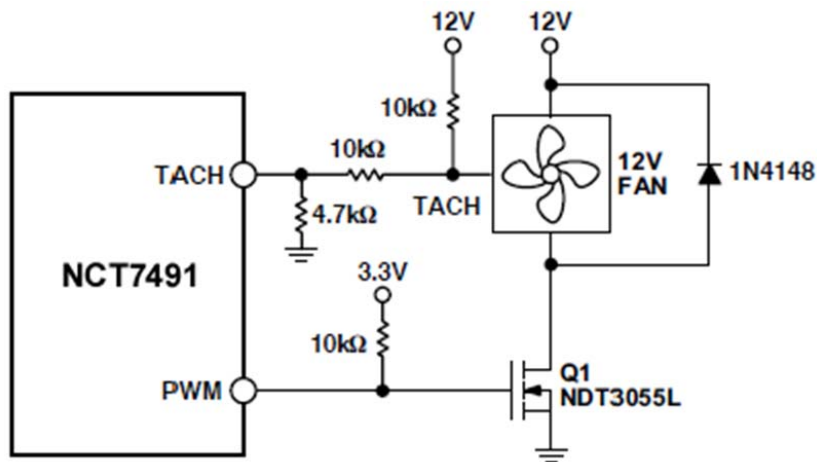 12V
12V
10kΩ
10kΩ
TACH
12V
FAN
1N4148
4.7kΩ
TACH
NCT7491
3.3V
10kΩ
PWM
Q1
NDT3055L